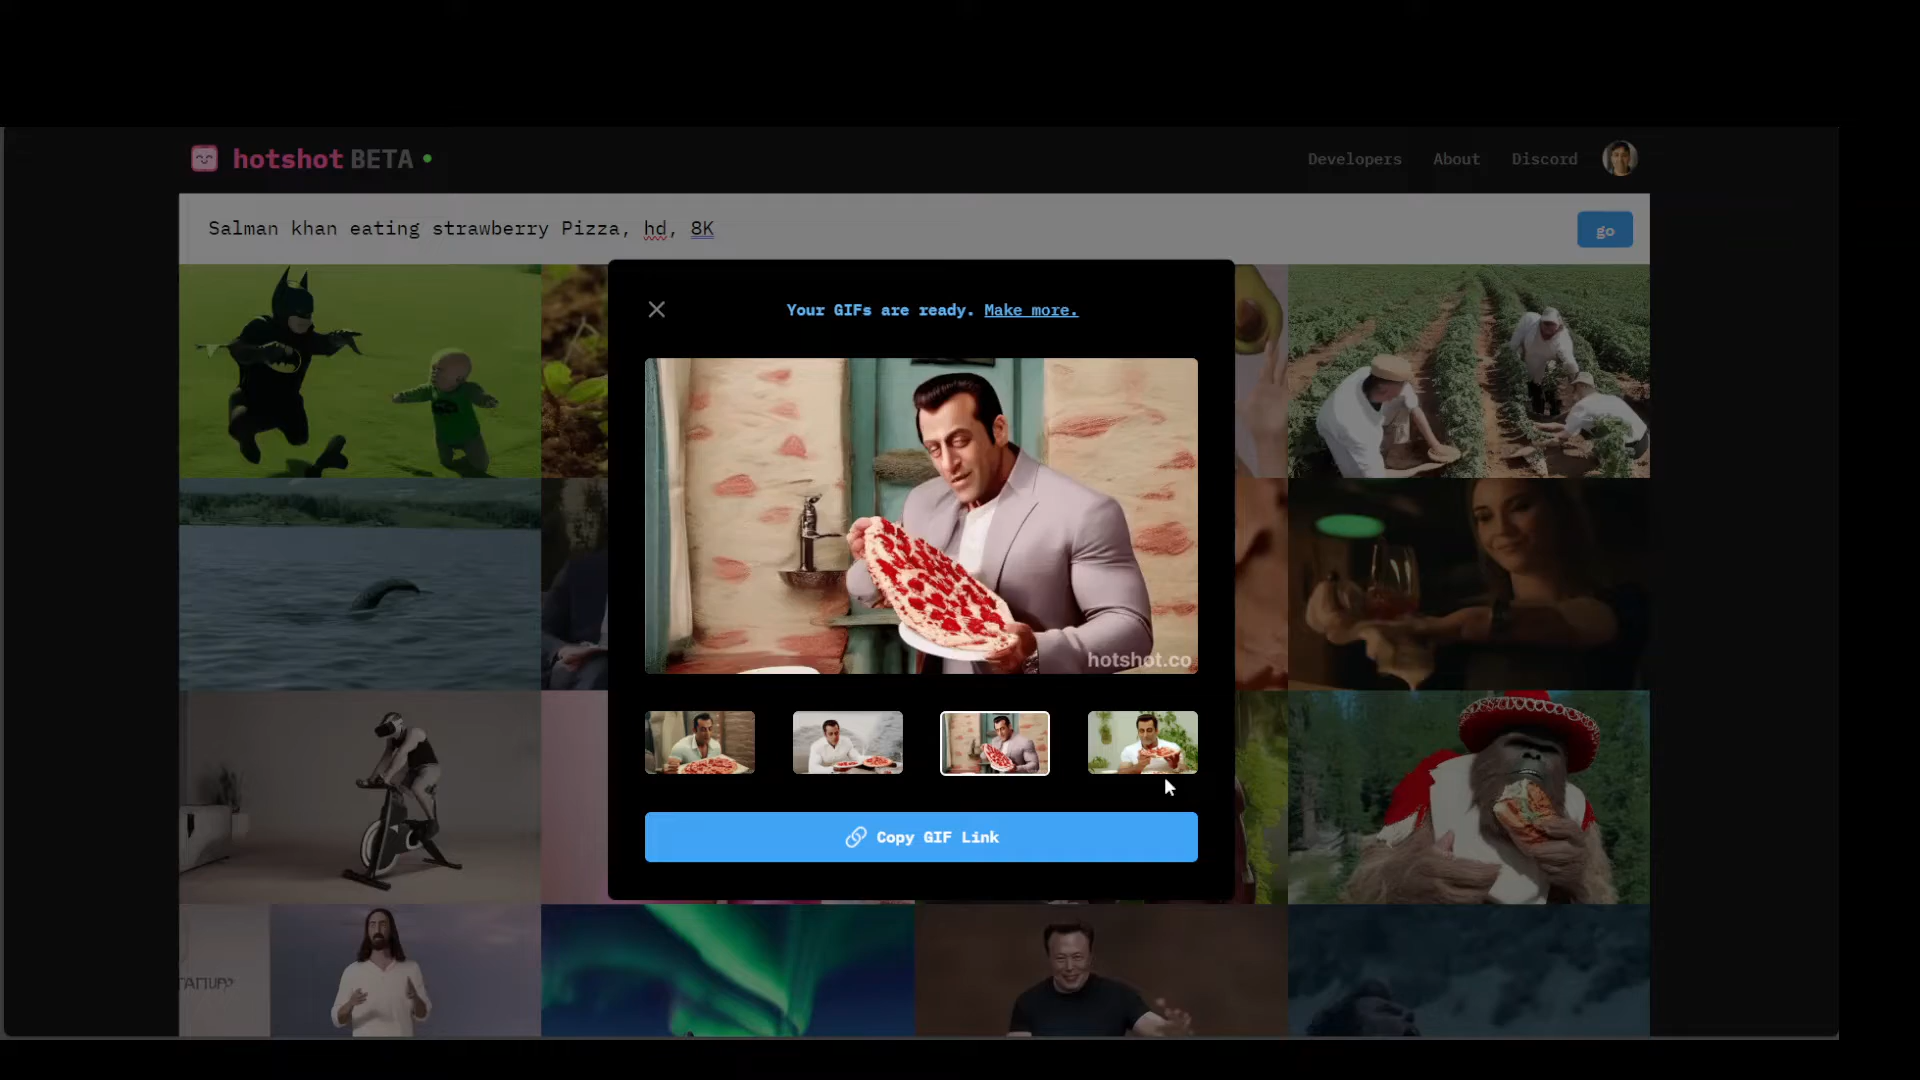 hotshot BETA
Developers About Discord
Salman khan eating strawberry Pizza, hd, 8K
go
Your GIFs are ready. Make more.
hotshot.co
Copy GIF Link